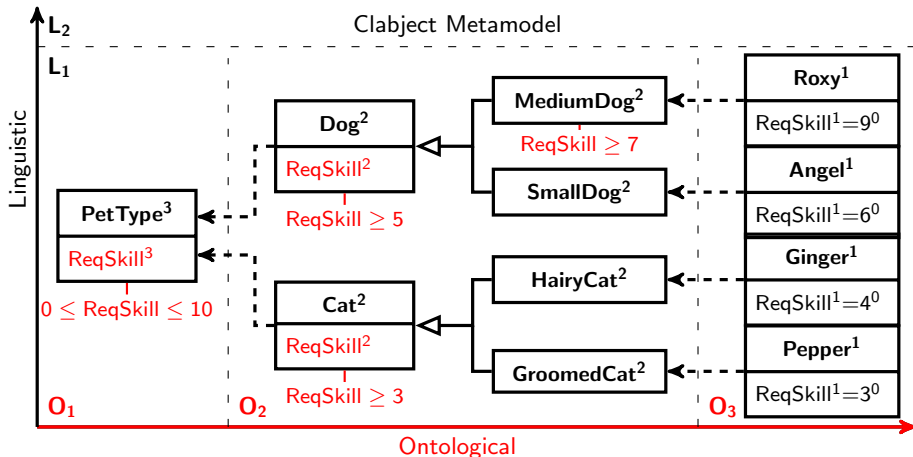 L₂
Clabject Metamodel
L₁
Linguistic
PetType³
ReqSkill³
0 ≤ ReqSkill ≤ 10
Dog²
ReqSkill²
ReqSkill ≥ 5
Cat²
ReqSkill²
ReqSkill ≥ 3
MediumDog²
ReqSkill ≥ 7
SmallDog²
HairyCat²
GroomedCat²
Roxy¹
ReqSkill¹=9⁰
Angel¹
ReqSkill¹=6⁰
Ginger¹
ReqSkill¹=4⁰
Pepper¹
ReqSkill¹=3⁰
O₁
O₂
O₃
Ontological